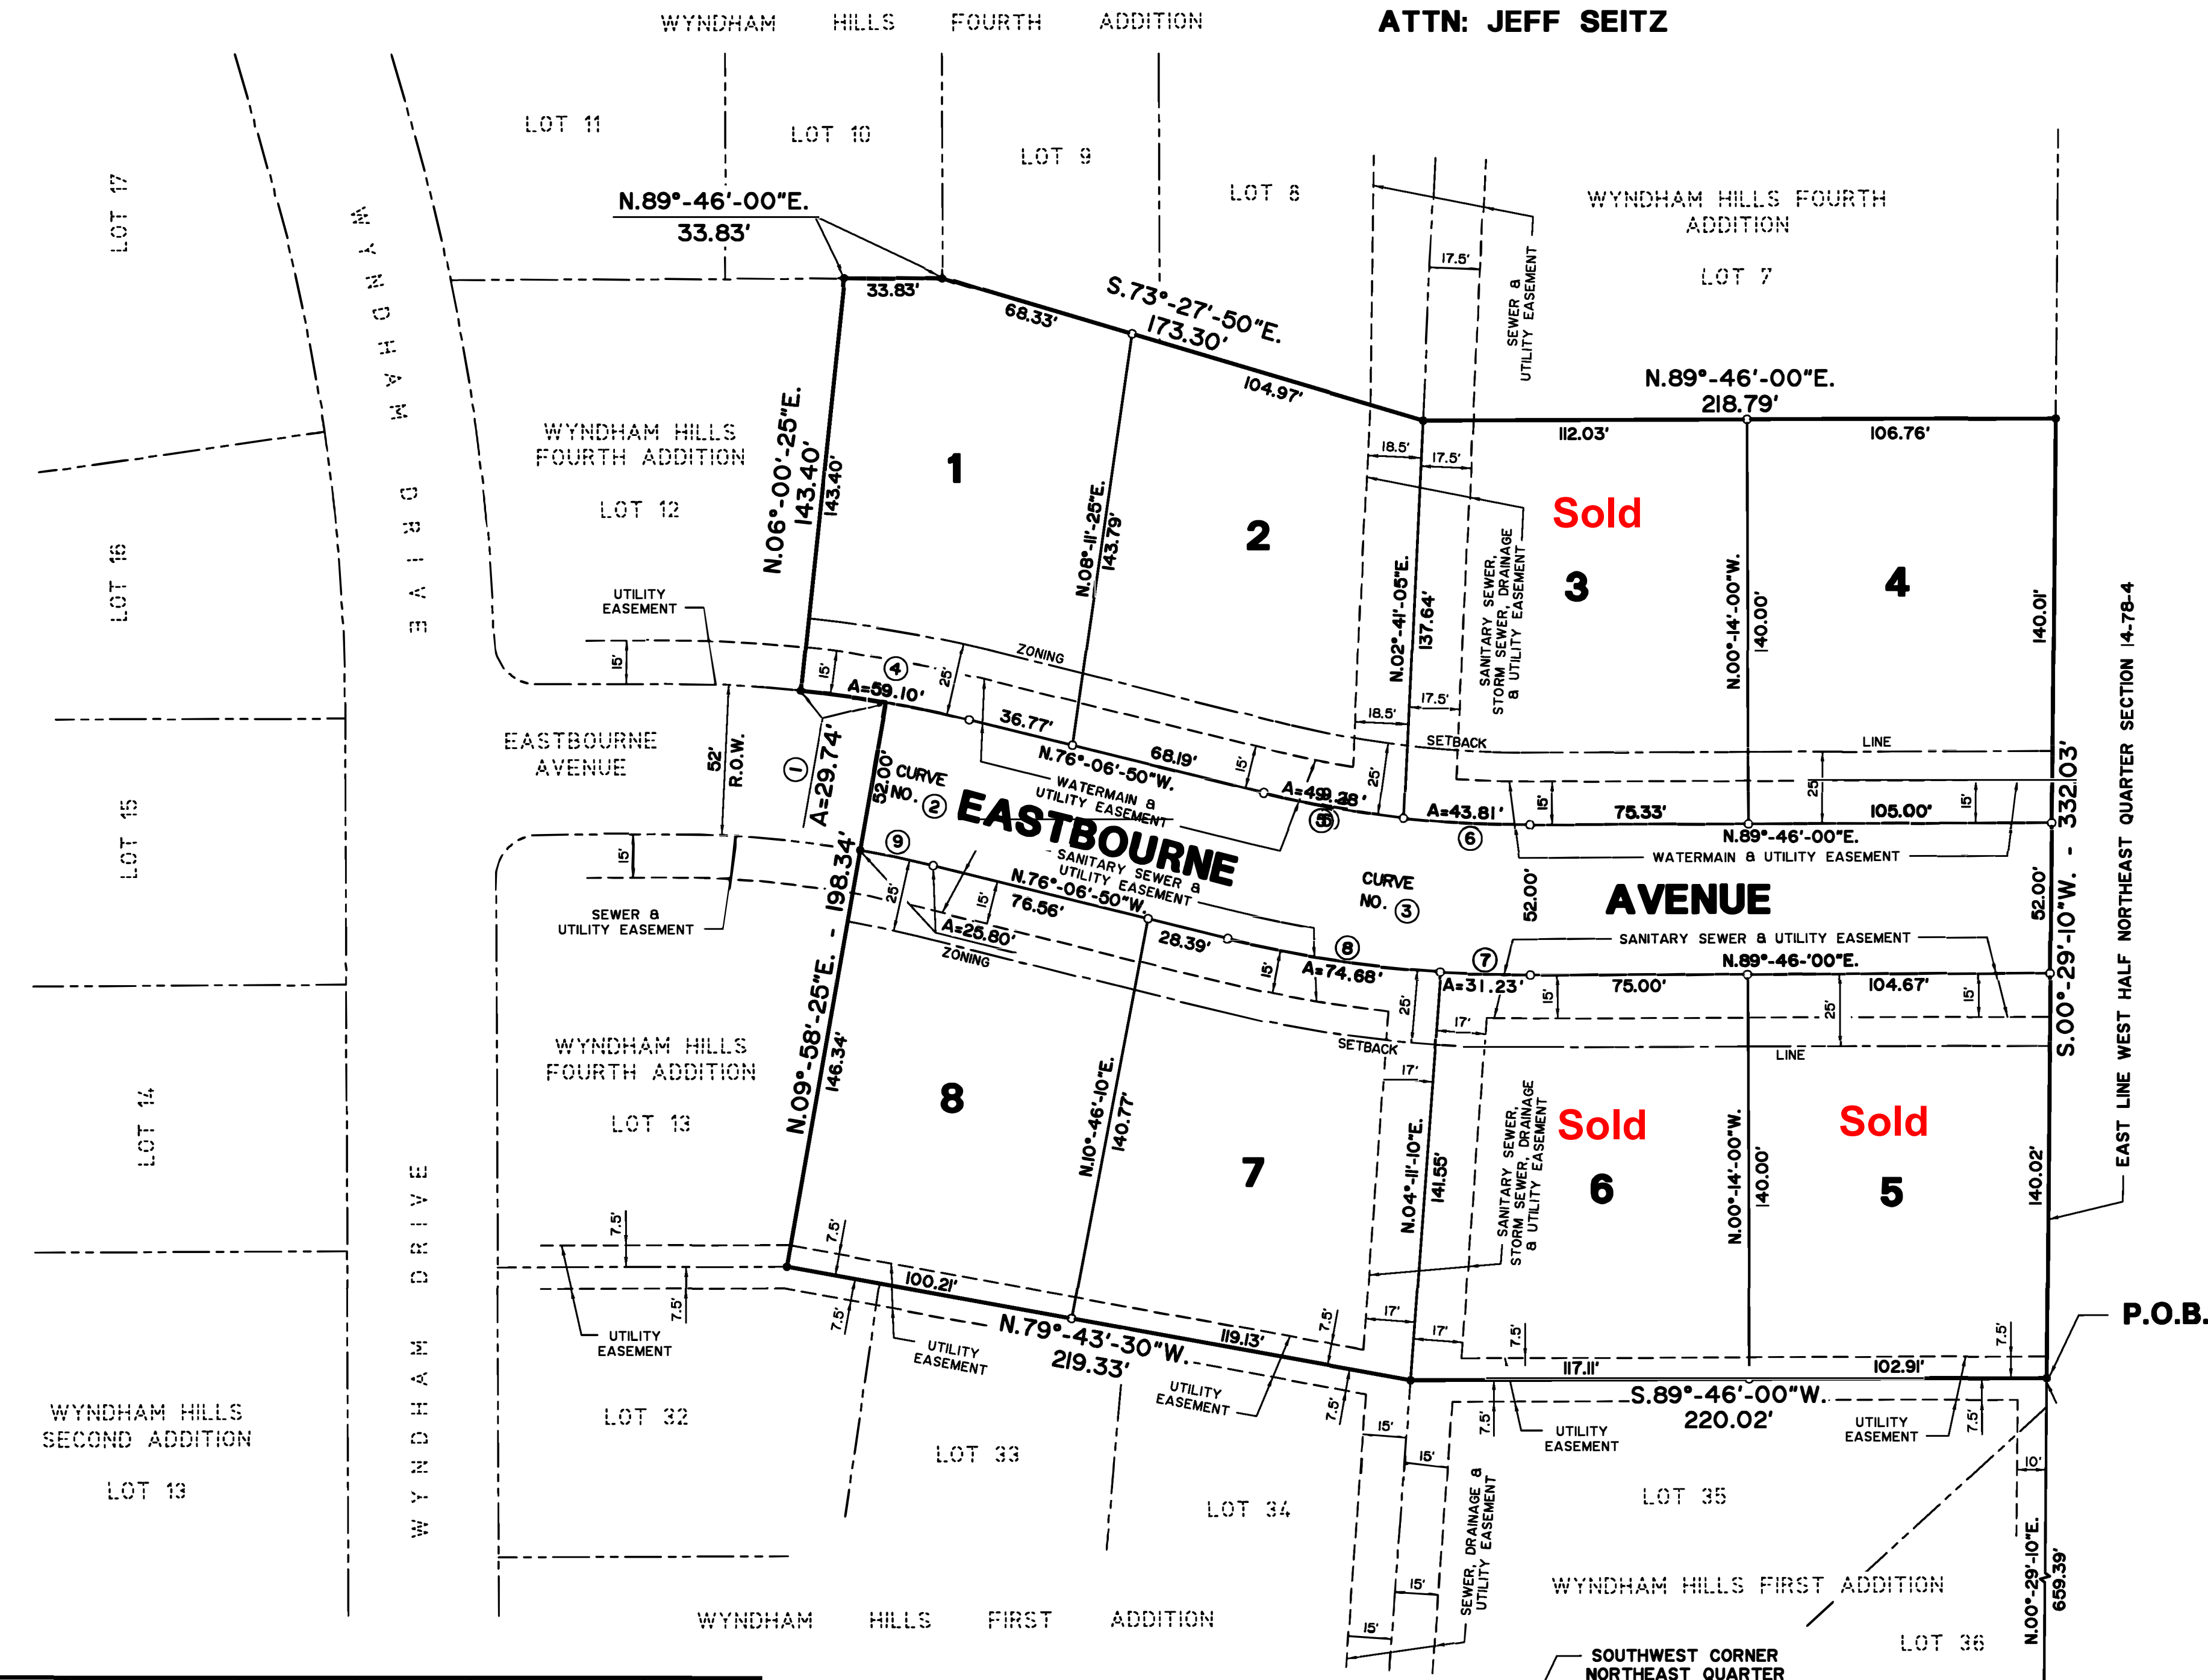 WYNDHAM HILLS FOURTH ADDITION
ATTN: JEFF SEITZ
LOT 17
LOT 11
LOT 10
LOT 9
LOT 8
WYNDHAM HILLS FOURTH
ADDITION
LOT 7
N.89°-46'-00"E.
33.83'
33.83'
68.33'
S.73°-27'-50"E.
173.30'
104.97'
17.5'
SEWER &
UTILITY EASEMENT
N.89°-46'-00"E.
218.79'
112.03'
106.76'
WYNDHAM DRIVE
WYNDHAM HILLS
FOURTH ADDITION
LOT 12
N.06°-00'-25"E.
143.40'
143.40'
1
N.08°-11'-25"E.
143.79'
2
18.5'
17.5'
N.02°-41'-05"E.
137.64'
SANITARY SEWER,
STORM SEWER, DRAINAGE
& UTILITY EASEMENT
Sold
3
N.00°-14'-00"W.
140.00'
4
140.01'
LOT 16
UTILITY
EASEMENT
15'
15'
4
A=59.10'
25'
ZONING
18.5'
17.5'
SETBACK
LINE
EASTBOURNE
AVENUE
52'
R.O.W.
1
A=29.74'
52.00'
CURVE
NO. 2
36.77'
N.76°-06'-50"W.
68.19'
15'
25'
WATERMAIN &
UTILITY EASEMENT
A=43.81'
6
15'
75.33'
25'
105.00'
15'
N.89°-46'-00"E.
WATERMAIN & UTILITY EASEMENT
EASTBOURNE
AVENUE
LOT 15
15'
SEWER &
UTILITY EASEMENT
9
25'
A=25.80'
SANITARY SEWER &
UTILITY EASEMENT
N.76°-06'-50"W.
76.56'
15'
ZONING
28.39'
CURVE
NO. 3
52.00'
52.00'
SANITARY SEWER & UTILITY EASEMENT
N.89°-46-'00"E.
8
A=74.68'
15'
7
A=31.23'
15'
75.00'
104.67'
15'
25'
25'
17'
SETBACK
LINE
S.00°-29'-10"W. - 332.03'
EAST LINE WEST HALF NORTHEAST QUARTER SECTION 14-78-4
LOT 14
WYNDHAM HILLS
FOURTH ADDITION
LOT 13
N.09°-58'-25"E. - 198.34'
146.34'
8
N.10°-46'-10"E.
140.77'
7
17'
N.04°-11'-10"E.
141.55'
SANITARY SEWER,
STORM SEWER, DRAINAGE
& UTILITY EASEMENT
Sold
6
N.00°-14'-00"W.
140.00'
Sold
5
140.02'
WYNDHAM DRIVE
7.5'
7.5'
UTILITY
EASEMENT
7.5'
7.5'
100.21'
N.79°-43'-30"W.
219.33'
119.13'
UTILITY
EASEMENT
UTILITY
EASEMENT
7.5'
7.5'
17'
17'
7.5'
117.11'
102.91'
7.5'
P.O.B.
S.89°-46'-00"W.
220.02'
7.5'
UTILITY
EASEMENT
UTILITY
EASEMENT
7.5'
WYNDHAM HILLS
SECOND ADDITION
LOT 13
LOT 32
LOT 33
LOT 34
15'
15'
SEWER, DRAINAGE &
UTILITY EASEMENT
15'
15'
LOT 35
10'
N.00°-29'-10"E.
659.39'
WYNDHAM HILLS FIRST ADDITION
WYNDHAM HILLS FIRST ADDITION
LOT 36
SOUTHWEST CORNER
NORTHEAST QUARTER